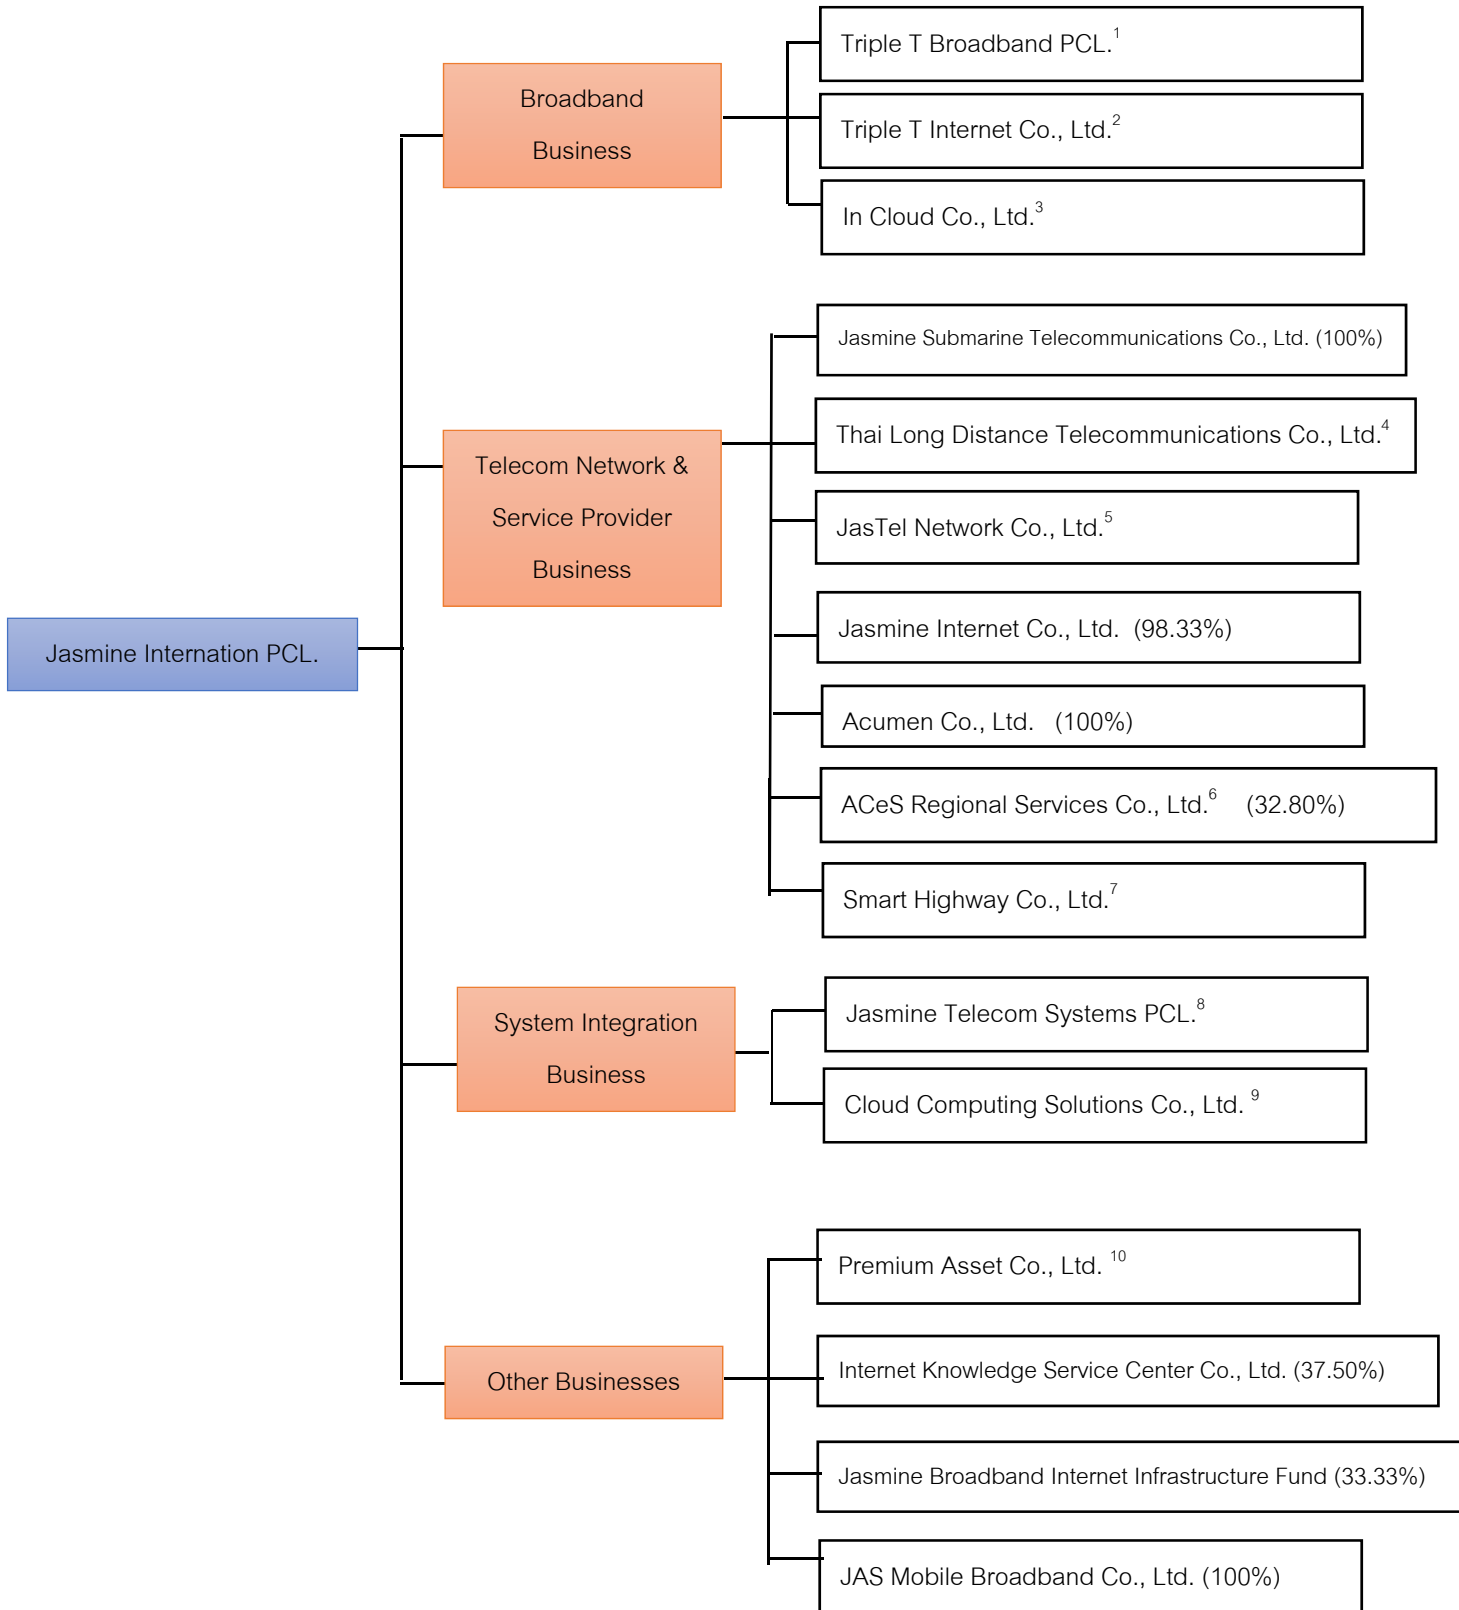 Jasmine Internation PCL.
Broadband
Business
Triple T Broadband PCL.¹
Triple T Internet Co., Ltd.²
In Cloud Co., Ltd.³
Telecom Network &
Service Provider
Business
Jasmine Submarine Telecommunications Co., Ltd. (100%)
Thai Long Distance Telecommunications Co., Ltd.⁴
JasTel Network Co., Ltd.⁵
Jasmine Internet Co., Ltd. (98.33%)
Acumen Co., Ltd. (100%)
ACeS Regional Services Co., Ltd.⁶ (32.80%)
Smart Highway Co., Ltd.⁷
System Integration
Business
Jasmine Telecom Systems PCL.⁸
Cloud Computing Solutions Co., Ltd. ⁹
Other Businesses
Premium Asset Co., Ltd. ¹⁰
Internet Knowledge Service Center Co., Ltd. (37.50%)
Jasmine Broadband Internet Infrastructure Fund (33.33%)
JAS Mobile Broadband Co., Ltd. (100%)